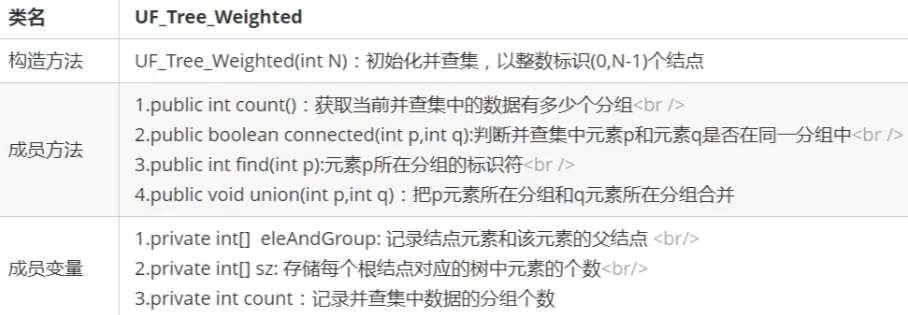 类名 UF_Tree_Weighted
构造方法 UF_Tree_Weighted(int N)：初始化并查集，以整数标识(0,N-1)个结点
1.public int count()：获取当前并查集中的数据有多少个分组<br />
2.public boolean connected(int p,int q):判断并查集中元素p和元素q是否在同一分组中<br />
成员方法
3.public int find(int p):元素p所在分组的标识符<br />
4.public void union(int p,int q)：把p元素所在分组和q元素所在分组合并
1.private int[]  eleAndGroup: 记录结点元素和该元素的父结点 <br/>
成员变量 2.private int[] sz: 存储每个根结点对应的树中元素的个数<br/>
3.private int count：记录并查集中数据的分组个数